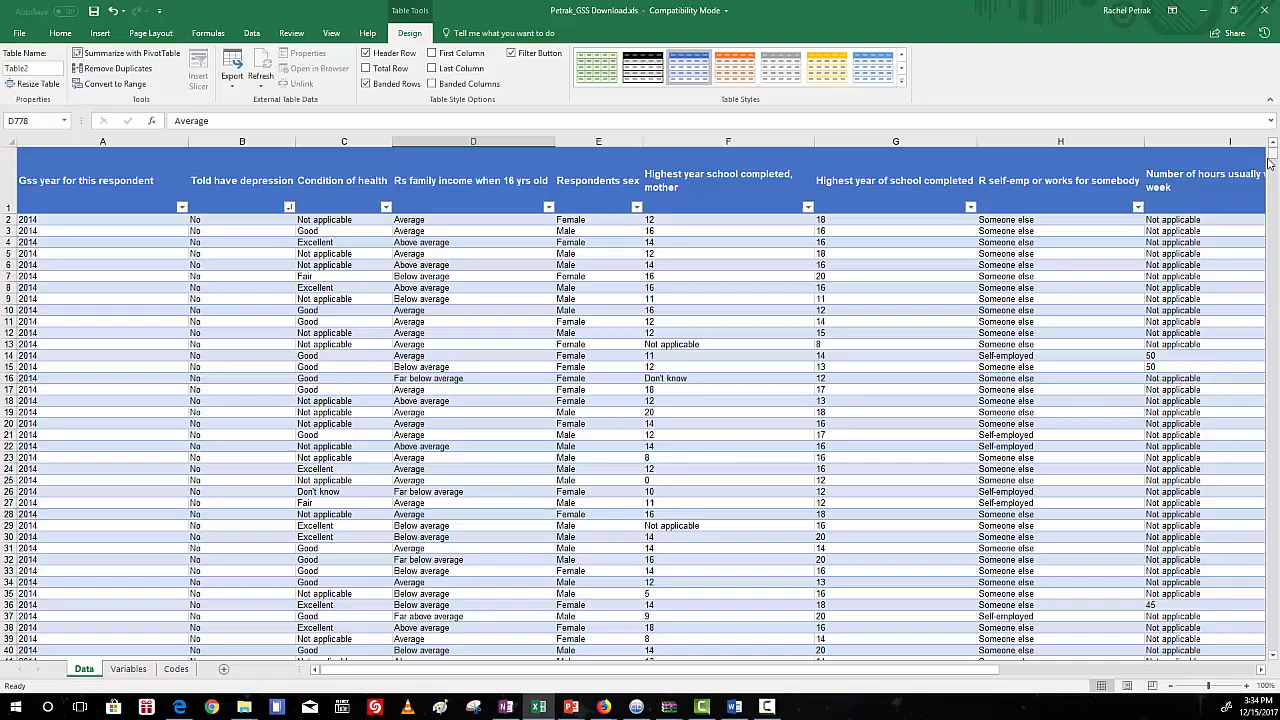 AutoSave Off
Table Tools
Petrak_GSS Download.xls - Compatibility Mode
Rachel Petrak
File Home Insert Page Layout Formulas Data Review View Help Design Tell me what you want to do Share
Table Name:
Table2
Resize Table
Properties
Summarize with PivotTable
Insert Slicer
Tools
Export
Refresh
Properties
Open in Browser
Unlink
External Table Data
Header Row First Column Filter Button
Total Row Last Column
Banded Rows Banded Columns
Table Style Options
Table Styles
D778 fx Average
A B C D E F G H I
1 Gss year for this respondent Told have depression Condition of health Rs family income when 16 yrs old Respondents sex Highest year school completed, mother Highest year of school completed R self-emp or works for somebody Number of hours usually week
2 2014 No Not applicable Average Female 12 18 Someone else Not applicable
3 2014 No Good Average Male 16 16 Someone else Not applicable
4 2014 No Excellent Above average Female 14 16 Someone else Not applicable
5 2014 No Not applicable Average Male 12 18 Someone else Not applicable
6 2014 No Not applicable Above average Male 14 16 Someone else Not applicable
7 2014 No Fair Below average Female 16 20 Someone else Not applicable
8 2014 No Excellent Above average Male 16 16 Someone else Not applicable
9 2014 No Not applicable Below average Male 11 11 Someone else Not applicable
10 2014 No Good Average Male 16 12 Someone else Not applicable
11 2014 No Good Average Female 12 14 Someone else Not applicable
12 2014 No Not applicable Average Male 12 15 Someone else Not applicable
13 2014 No Not applicable Average Female Not applicable 8 Someone else Not applicable
14 2014 No Good Average Female 11 14 Self-employed 50
15 2014 No Good Below average Female 12 13 Someone else 50
16 2014 No Good Far below average Female Don't know 12 Someone else Not applicable
17 2014 No Good Average Female 18 17 Someone else Not applicable
18 2014 No Not applicable Above average Female 12 13 Someone else Not applicable
19 2014 No Not applicable Average Male 20 18 Someone else Not applicable
20 2014 No Not applicable Average Female 14 16 Someone else Not applicable
21 2014 No Good Average Male 12 17 Self-employed Not applicable
22 2014 No Not applicable Above average Male 14 16 Self-employed Not applicable
23 2014 No Not applicable Average Male 8 16 Someone else Not applicable
24 2014 No Excellent Average Male 12 16 Someone else Not applicable
25 2014 No Not applicable Average Male 0 12 Someone else Not applicable
26 2014 No Don't know Far below average Female 10 12 Self-employed Not applicable
27 2014 No Fair Average Male 11 12 Self-employed Not applicable
28 2014 No Not applicable Average Female 16 18 Someone else Not applicable
29 2014 No Excellent Below average Male Not applicable 16 Someone else Not applicable
30 2014 No Excellent Below average Male 14 20 Someone else Not applicable
31 2014 No Good Average Male 14 14 Someone else Not applicable
32 2014 No Good Far below average Male 14 20 Someone else Not applicable
33 2014 No Good Below average Female 14 16 Someone else Not applicable
34 2014 No Good Average Male 12 13 Someone else Not applicable
35 2014 No Not applicable Below average Male 5 16 Someone else Not applicable
36 2014 No Excellent Below average Female 14 18 Someone else 45
37 2014 No Good Far above average Male 9 20 Self-employed Not applicable
38 2014 No Excellent Above average Female 18 16 Someone else Not applicable
39 2014 No Not applicable Average Male 8 14 Someone else Not applicable
40 2014 No Good Below average Male 14 20 Someone else Not applicable
Data Variables Codes
Ready 100%
3:34 PM
12/15/2017